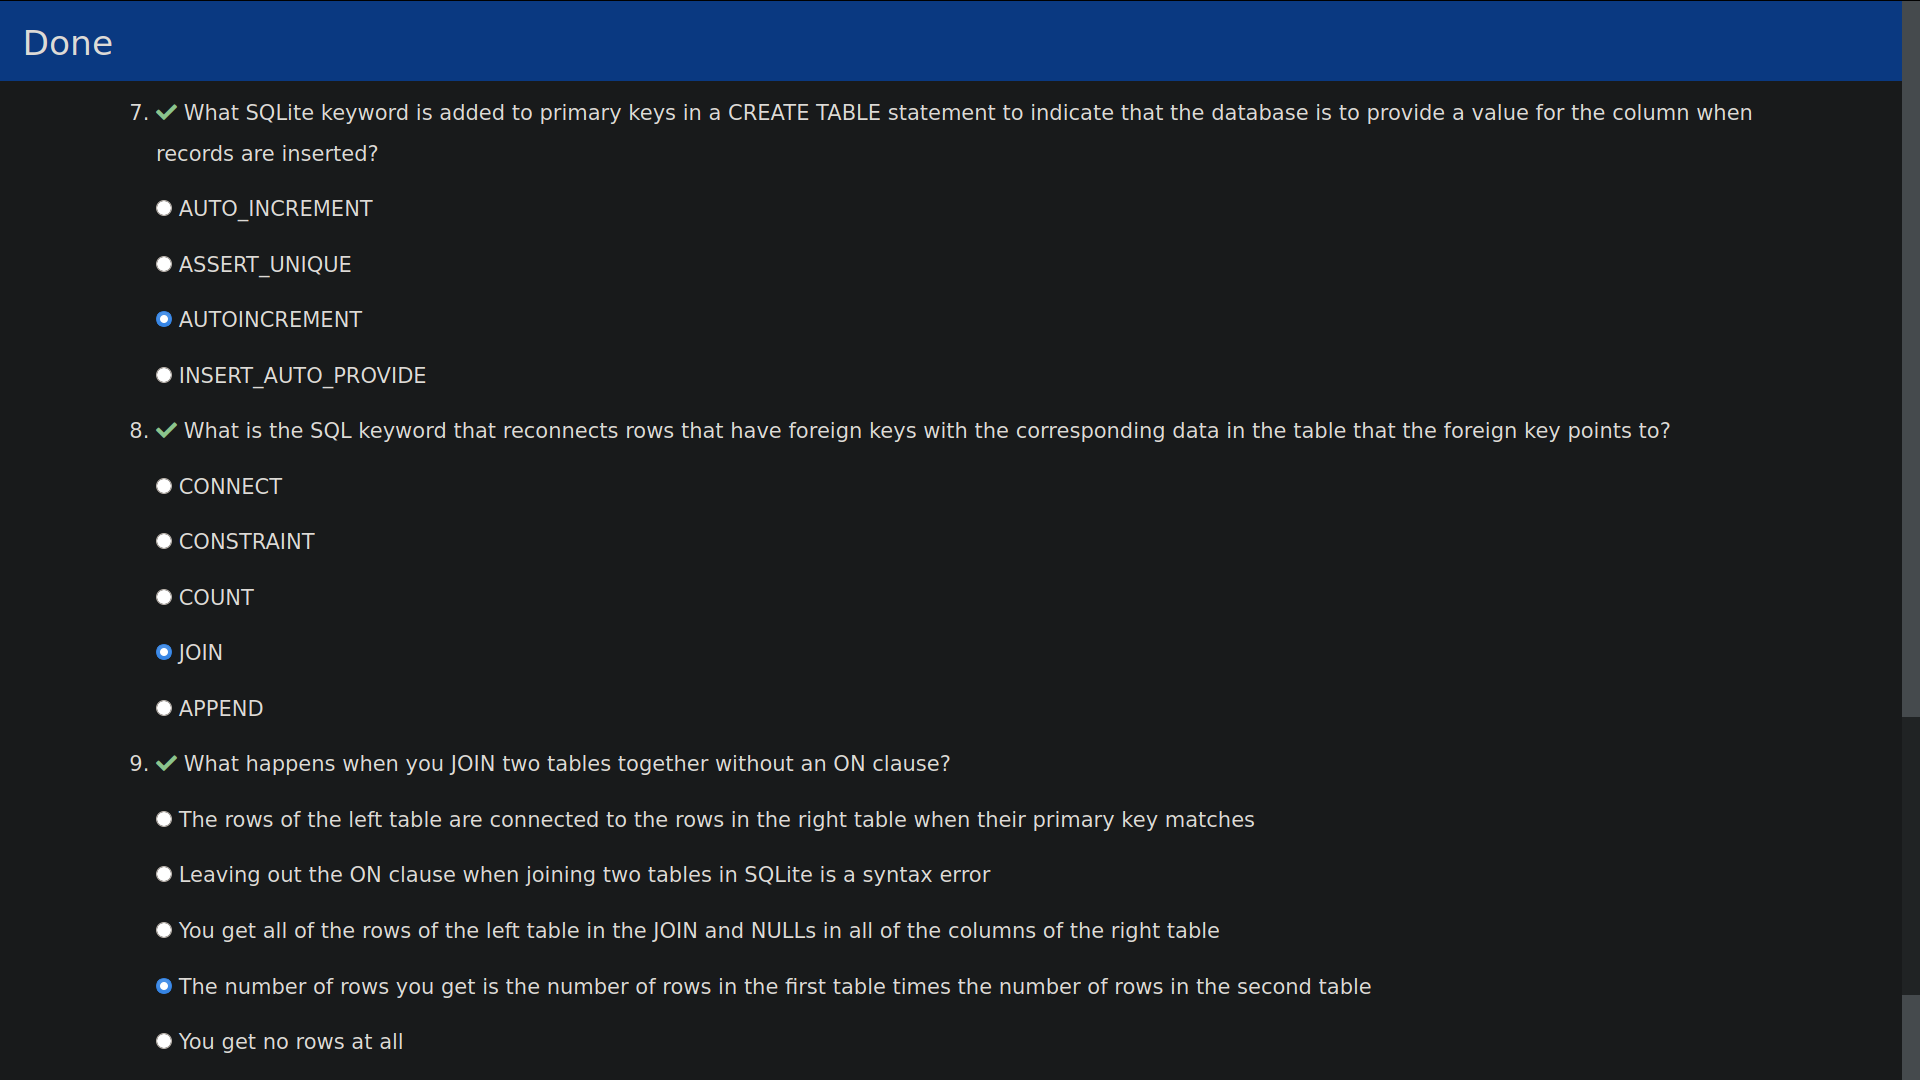 Done
7. What SQLite keyword is added to primary keys in a CREATE TABLE statement to indicate that the database is to provide a value for the column when
records are inserted?
AUTO_INCREMENT
ASSERT_UNIQUE
AUTOINCREMENT
INSERT_AUTO_PROVIDE
8. What is the SQL keyword that reconnects rows that have foreign keys with the corresponding data in the table that the foreign key points to?
CONNECT
CONSTRAINT
COUNT
JOIN
APPEND
9. What happens when you JOIN two tables together without an ON clause?
The rows of the left table are connected to the rows in the right table when their primary key matches
Leaving out the ON clause when joining two tables in SQLite is a syntax error
You get all of the rows of the left table in the JOIN and NULLs in all of the columns of the right table
The number of rows you get is the number of rows in the first table times the number of rows in the second table
You get no rows at all